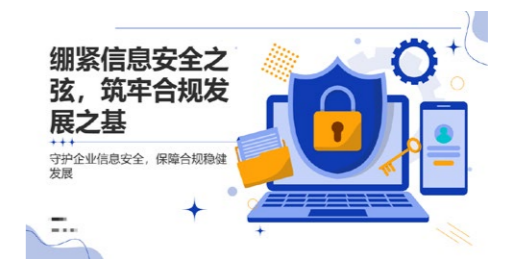 绷紧信息安全之
弦，筑牢合规发
展之基
守护企业信息安全，保障合规稳健
发展